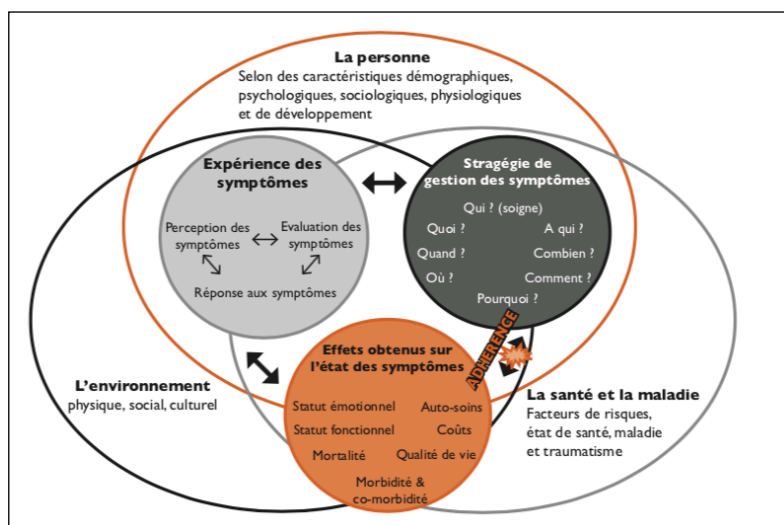 La personne
Selon des caractéristiques démographiques,
psychologiques, sociologiques, physiologiques
et de développement
Expérience des
symptômes
Perception des
symptômes
Evaluation des
symptômes
Réponse aux symptômes
Stragégie de
gestion des symptômes
Qui ? (soigne)
Quoi ?
A qui ?
Quand ?
Combien ?
Où ?
Comment ?
Pourquoi ?
ADHERENCE
Effets obtenus sur
l'état des symptômes
Statut émotionnel
Auto-soins
Statut fonctionnel
Coûts
Mortalité
Qualité de vie
Morbidité &
co-morbidité
L'environnement
physique, social, culturel
La santé et la maladie
Facteurs de risques,
état de santé, maladie
et traumatisme